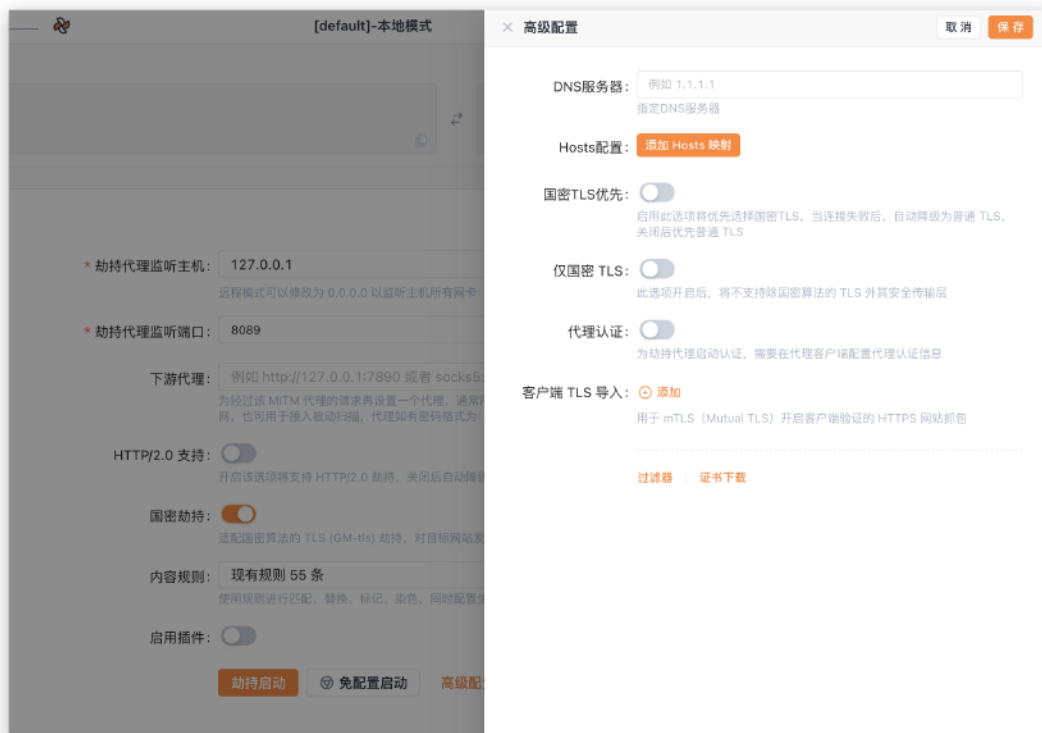 [default]-本地模式
* 劫持代理监听主机:
127.0.0.1
远程模式可以修改为 0.0.0.0 以监听主机所有网卡
* 劫持代理监听端口:
8089
下游代理:
例如 http://127.0.0.1:7890 或者 socks5:
为经过该 MITM 代理的请求再设置一个代理，通常
网，也可用于接入被动扫描，代理如有密码格式为:
HTTP/2.0 支持:
开启该选项将支持 HTTP/2.0 劫持，关闭后自动降
国密劫持:
适配国密算法的 TLS (GM-tls) 劫持，对目标网站发
内容规则:
现有规则 55 条
使用规则进行匹配、替换、标记、染色，同时配置
启用插件:
劫持启动
免配置启动
高级配
高级配置
取消
保存
DNS服务器:
例如 1.1.1.1
指定DNS服务器
Hosts配置:
添加 Hosts 映射
国密TLS优先:
启用此选项将优先选择国密TLS，当连接失败后，自动降级为普通 TLS，
关闭后优先普通 TLS
仅国密 TLS:
此选项开启后，将不支持除国密算法的 TLS 外其安全传输层
代理认证:
为劫持代理启动认证，需要在代理客户端配置代理认证信息
客户端 TLS 导入:
添加
用于 mTLS（Mutual TLS）开启客户端验证的 HTTPS 网站抓包
过滤器
证书下载